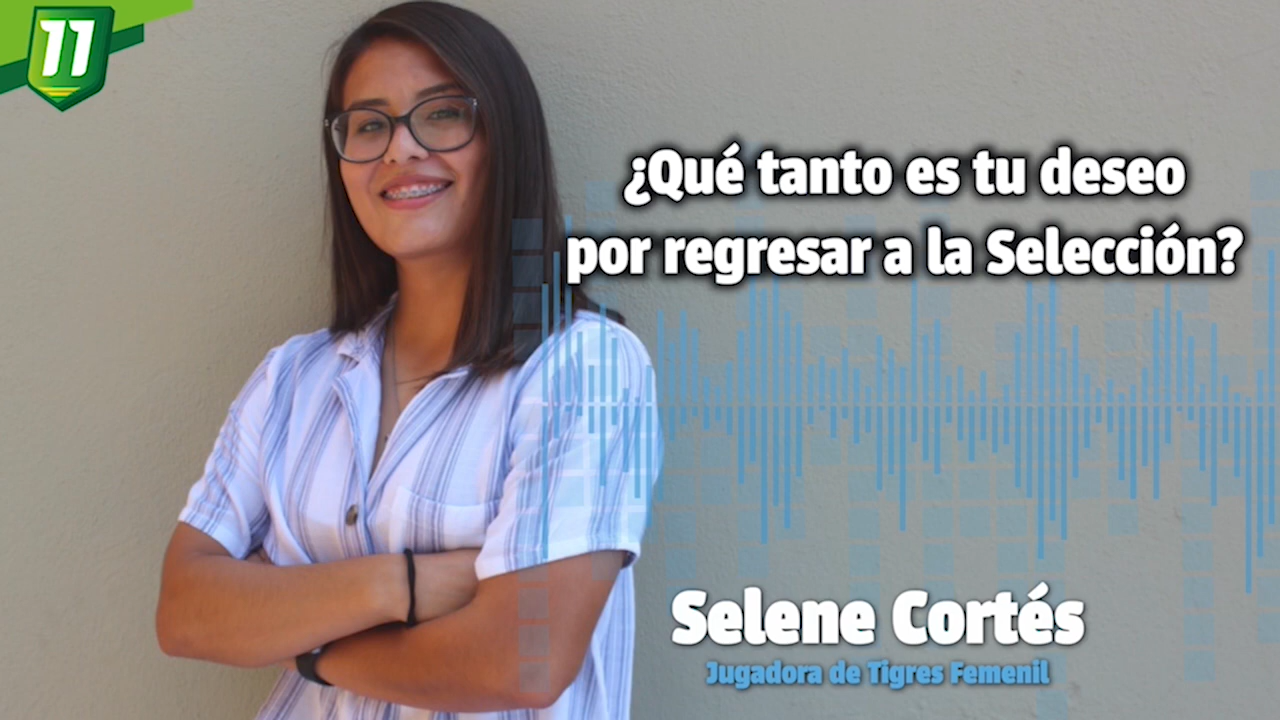 11
¿Qué tanto es tu deseo
por regresar a la Selección?
Selene Cortés
Jugadora de Tigres Femenil